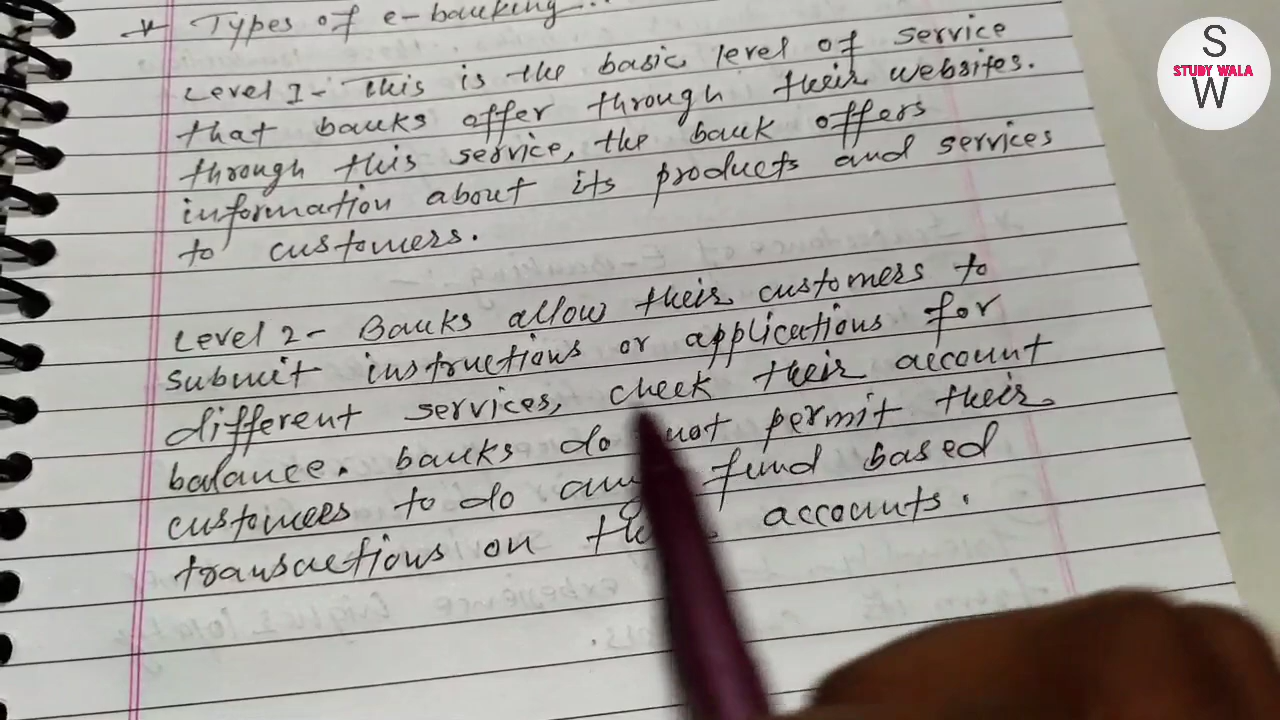 Types of e-banking...
Level 1- This is the basic level of service
that banks offer through their websites.
through this service, the bank offers
information about its products and services
to customers.
Level 2- Banks allow their customers to
submit instructions or applications for
different services, check their account
balance. banks do not permit their
customers to do any fund based
transactions on accounts.
S
STUDY WALA
W